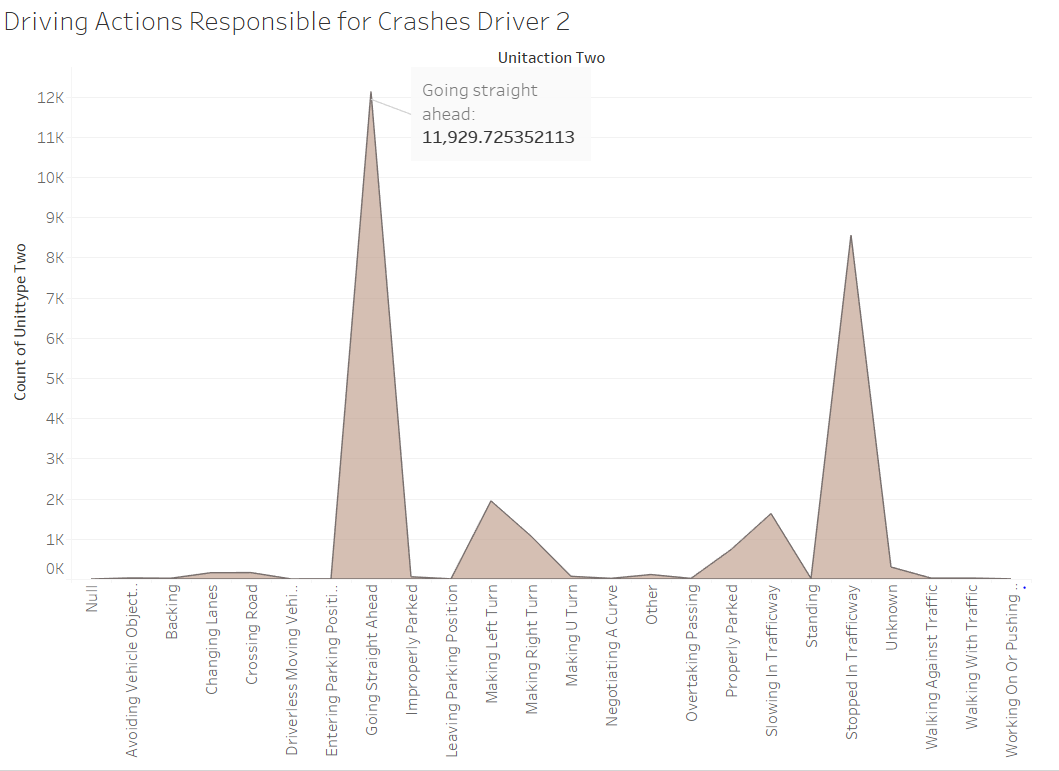 Driving Actions Responsible for Crashes Driver 2
Unitaction Two
Going straight
ahead:
11,929.725352113
12K
11K
10K
9K
8K
7K
6K
5K
4K
3K
2K
1K
0K
Count of Unittype Two
Null
Avoiding Vehicle Object..
Backing
Changing Lanes
Crossing Road
Driverless Moving Vehi..
Entering Parking Positi..
Going Straight Ahead
Improperly Parked
Leaving Parking Position
Making Left Turn
Making Right Turn
Making U Turn
Negotiating A Curve
Other
Overtaking Passing
Properly Parked
Slowing In Trafficway
Standing
Stopped In Trafficway
Unknown
Walking Against Traffic
Walking With Traffic
Working On Or Pushing ..